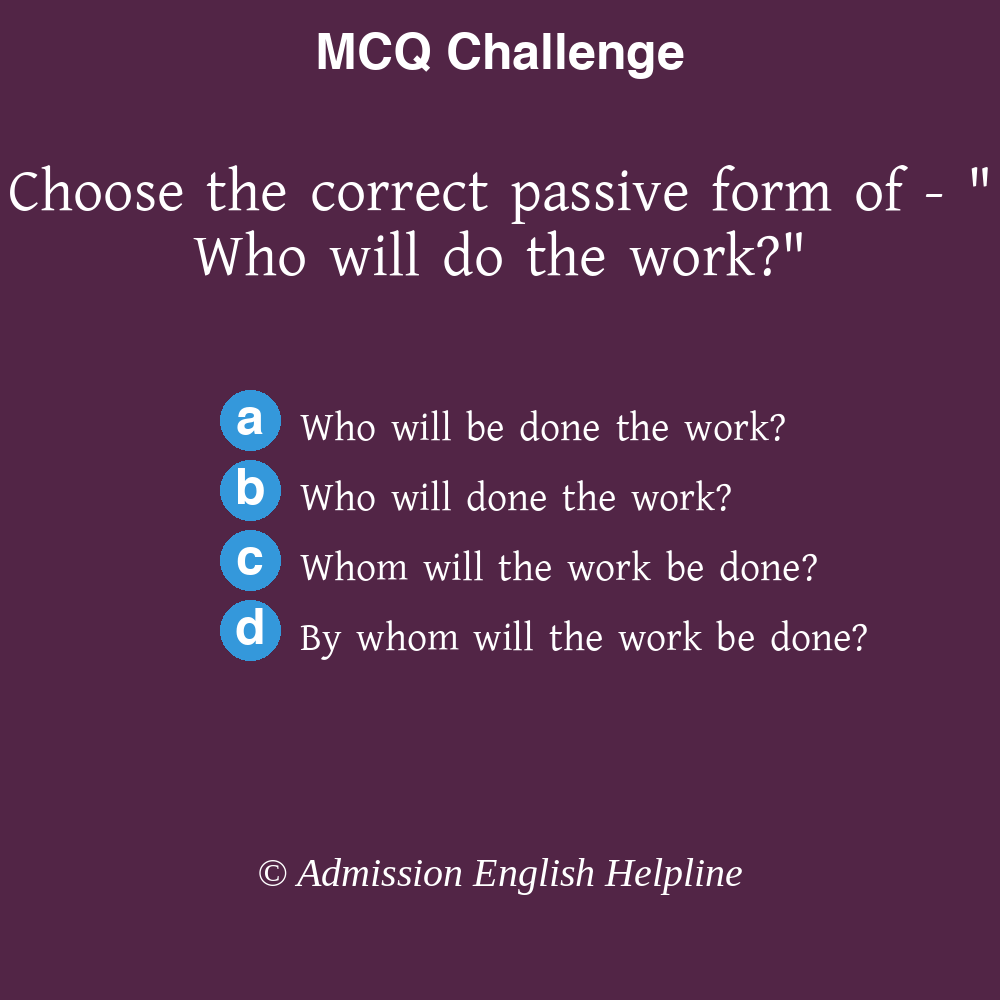 MCQ Challenge
Choose the correct passive form of - "
Who will do the work?"
a Who will be done the work?
b Who will done the work?
c Whom will the work be done?
d By whom will the work be done?
© Admission English Helpline